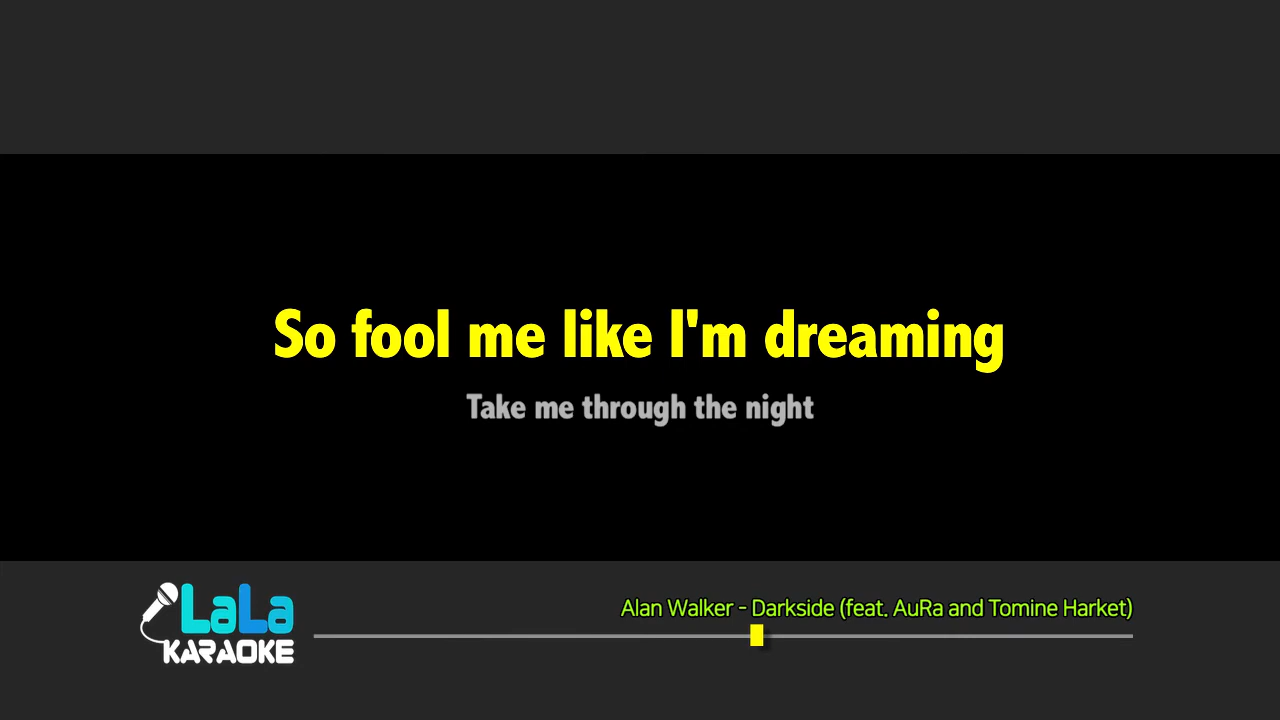 So fool me like I'm dreaming
Take me through the night
Alan Walker - Darkside (feat. AuRa and Tomine Harket)
LaLa
KARAOKE